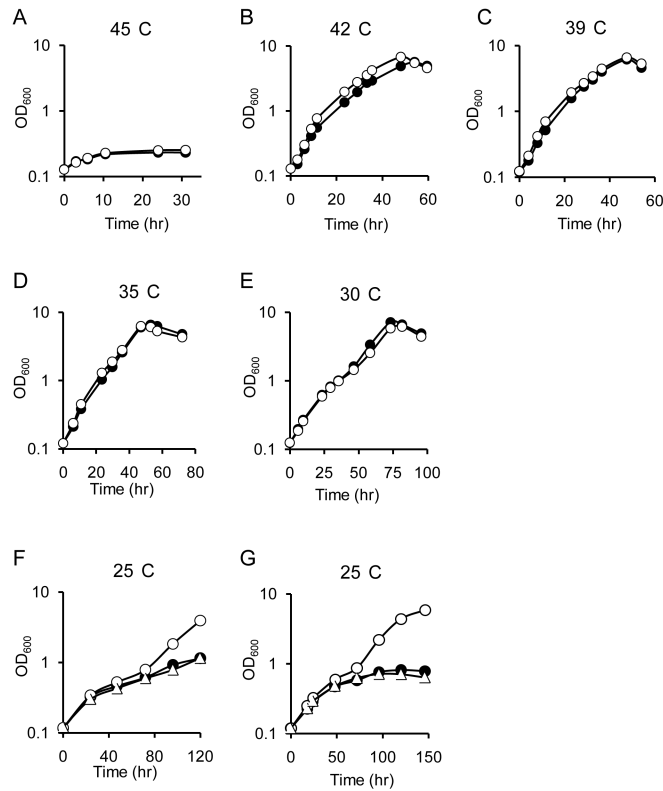 A
45 C
OD600
10
1
0.1
0 10 20 30
Time (hr)
B
42 C
OD600
10
1
0.1
0 20 40 60
Time (hr)
C
39 C
OD600
10
1
0.1
0 20 40 60
Time (hr)
D
35 C
OD600
10
1
0.1
0 20 40 60 80
Time (hr)
E
30 C
OD600
10
1
0.1
0 25 50 75 100
Time (hr)
F
25 C
OD600
10
1
0.1
0 40 80 120
Time (hr)
G
25 C
OD600
10
1
0.1
0 50 100 150
Time (hr)